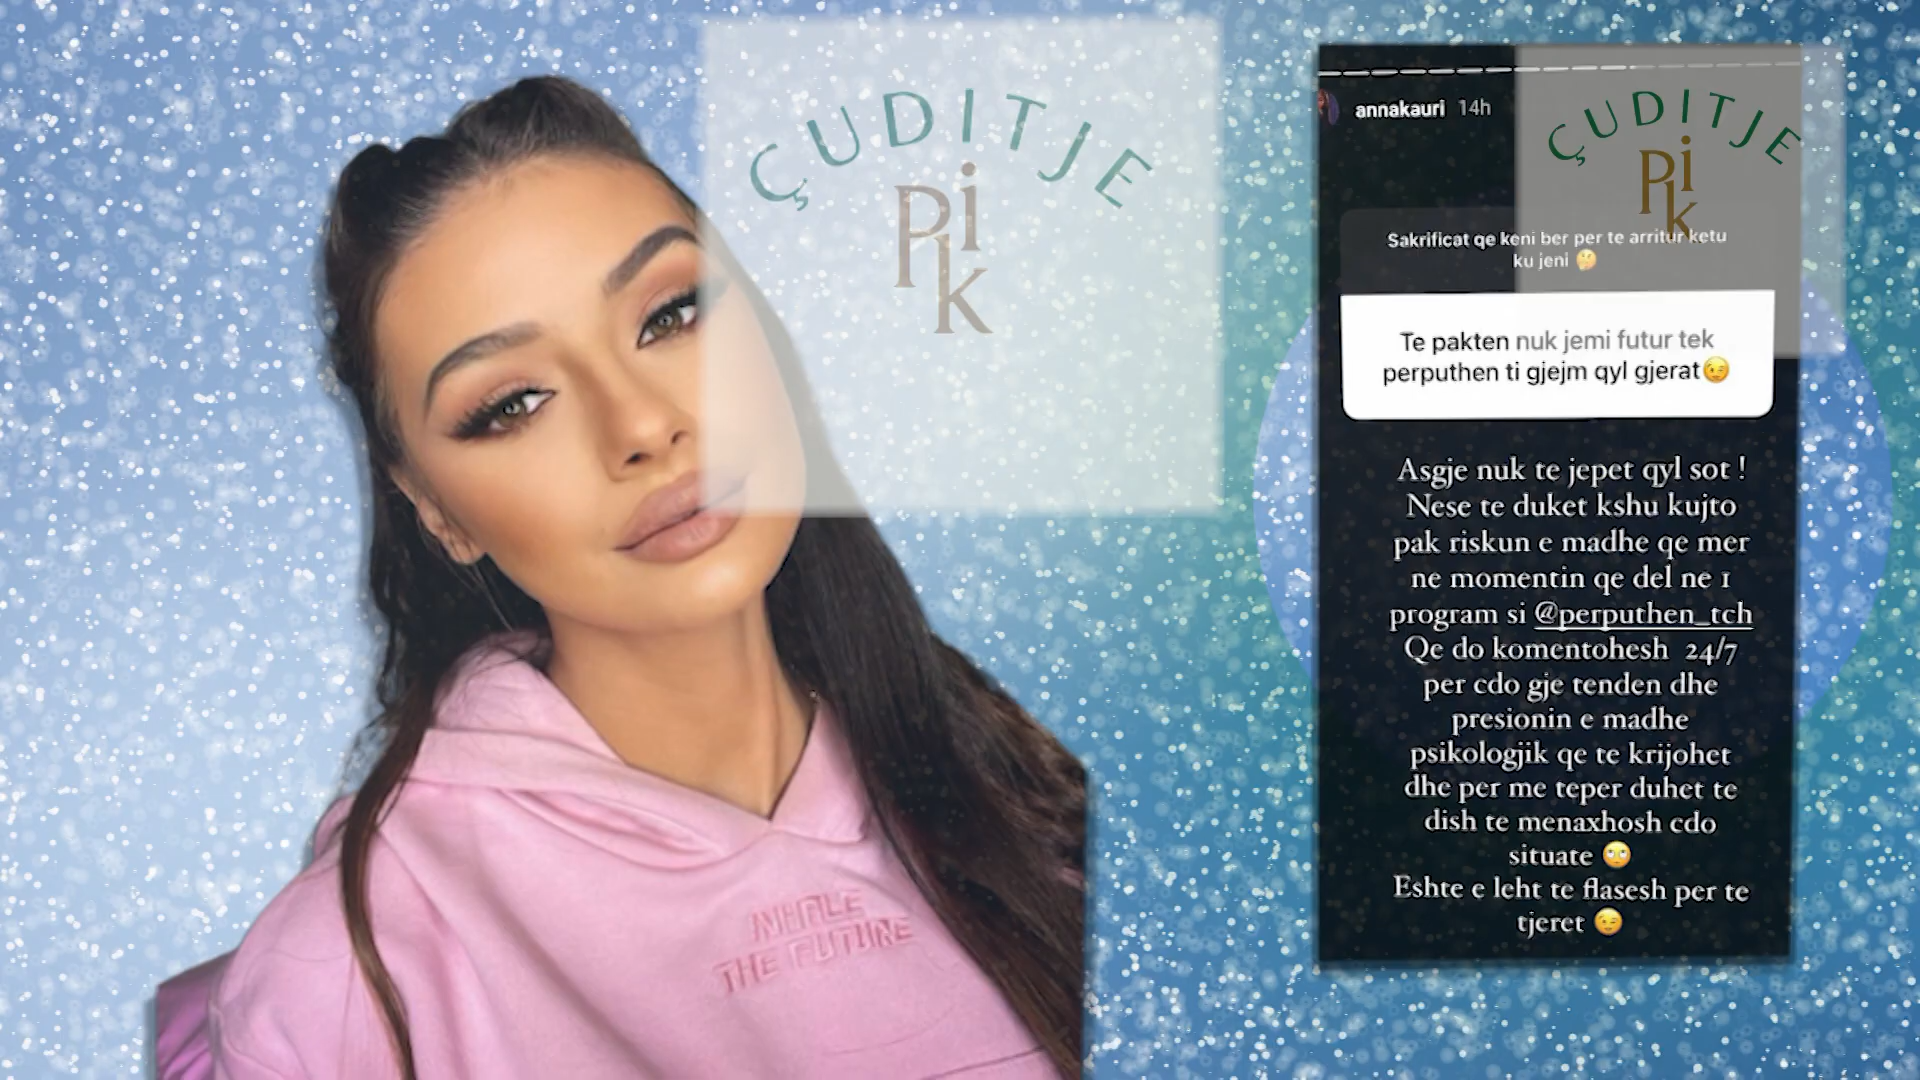 ÇUDITJE
Pik
INHALE
THE FUTURE
annakauri 14h
ÇUDITJE
Pik
Sakrificat qe keni ber per te arritur ketu
ku jeni 🤔
Te pakten nuk jemi futur tek
perputhen ti gjejm qyl gjerat😉
Asgje nuk te jepet qyl sot !
Nese te duket kshu kujto
pak riskun e madhe qe mer
ne momentin qe del ne 1
program si @perputhen_tch
Qe do komentohesh 24/7
per cdo gje tenden dhe
presionin e madhe
psikologjik qe te krijohet
dhe per me teper duhet te
dish te menaxhosh cdo
situate 🙄
Eshte e leht te flasesh per te
tjeret 😉